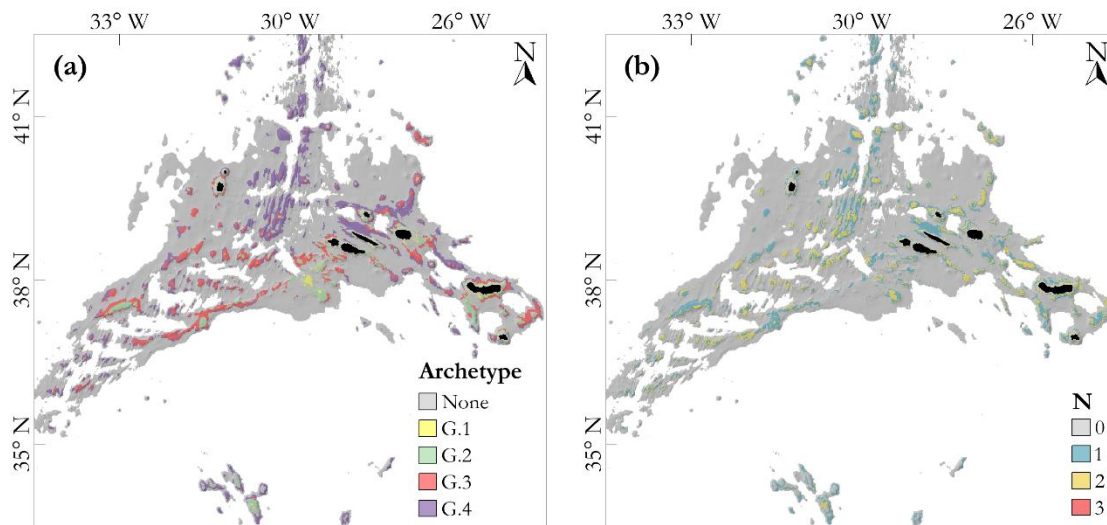 33° W 30° W 26° W
(a)
N
41° N
38° N
35° N
Archetype
None
G.1
G.2
G.3
G.4
33° W 30° W 26° W
(b)
N
41° N
38° N
35° N
N
0
1
2
3